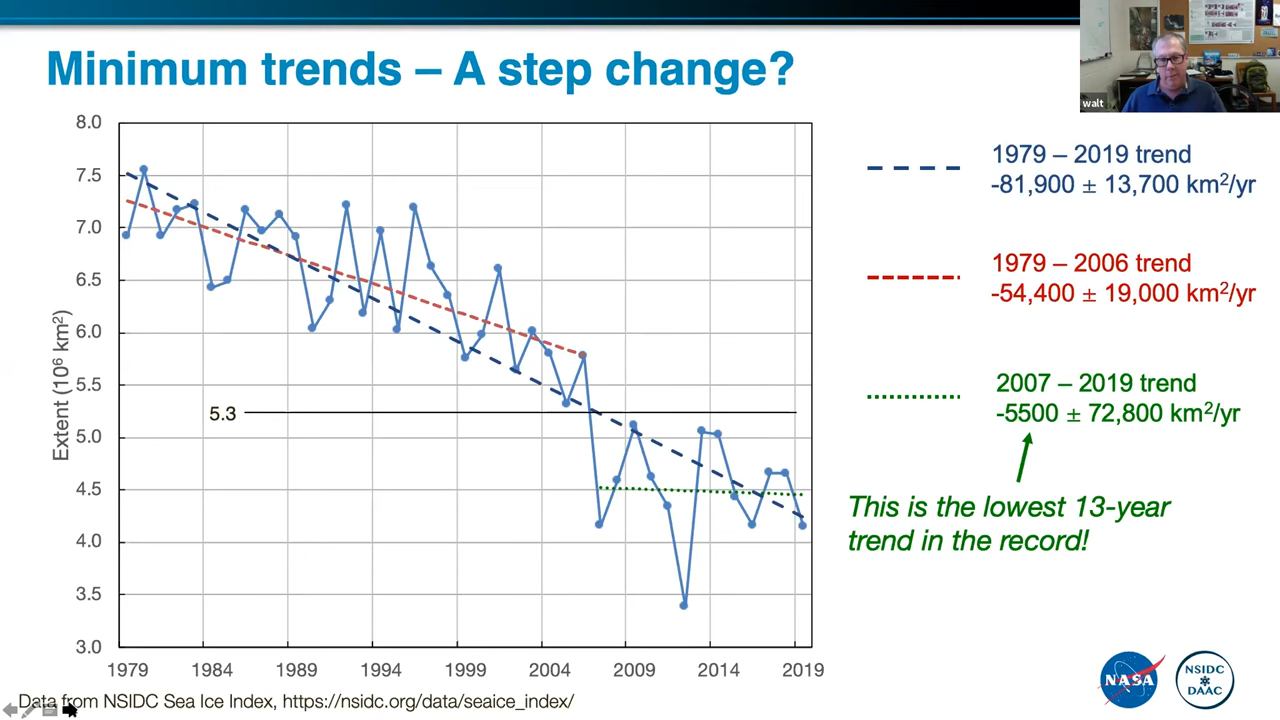 Minimum trends – A step change?
walt
8.0
7.5
7.0
6.5
6.0
5.5
5.0
4.5
4.0
3.5
3.0
Extent (10⁶ km²)
5.3
1979 1984 1989 1994 1999 2004 2009 2014 2019
1979 – 2019 trend
-81,900 ± 13,700 km²/yr
1979 – 2006 trend
-54,400 ± 19,000 km²/yr
2007 – 2019 trend
-5500 ± 72,800 km²/yr
This is the lowest 13-year
trend in the record!
NASA
NSIDC
DAAC
Data from NSIDC Sea Ice Index, https://nsidc.org/data/seaice_index/